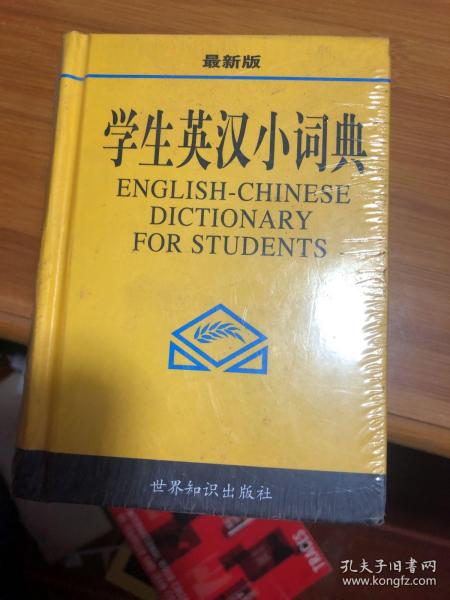 最新版
学生英汉小词典
ENGLISH-CHINESE
DICTIONARY
FOR STUDENTS
世界知识出版社
TRACES
孔夫子旧书网
www.kongfz.com